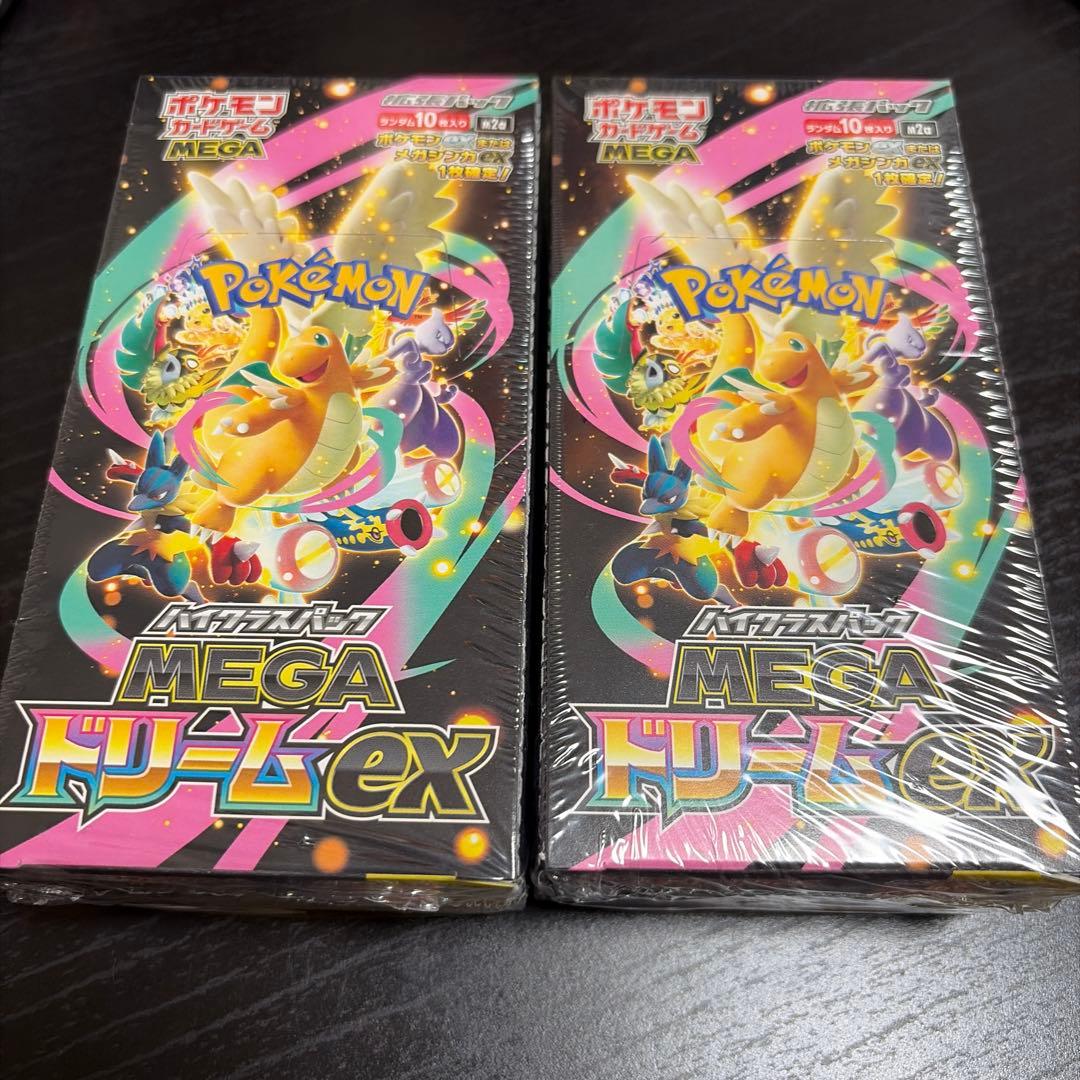 ポケモン
カードゲーム
MEGA
拡張パック
ランダム10枚入り m2a
ポケモンexまたは
メガシンカex
1枚確定!
POKéMON
ハイクラスパック
MEGA
ドリームex
ポケモン
カードゲーム
MEGA
拡張パック
ランダム10枚入り m2a
ポケモンexまたは
メガシンカex
1枚確定!
POKéMON
ハイクラスパック
MEGA
ドリームex